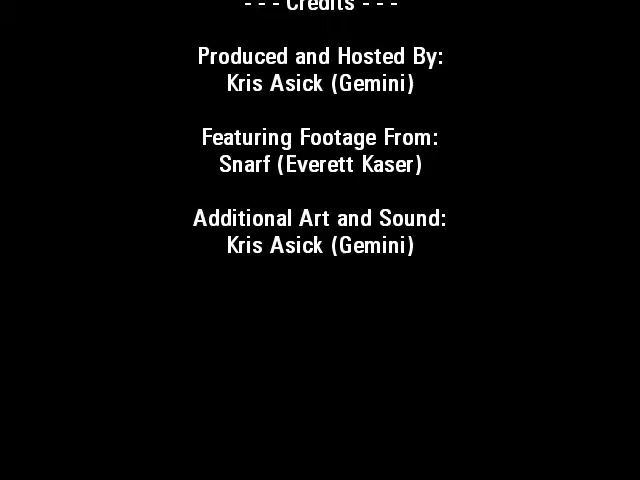 - - - Credits - - -
Produced and Hosted By:
Kris Asick (Gemini)
Featuring Footage From:
Snarf (Everett Kaser)
Additional Art and Sound:
Kris Asick (Gemini)